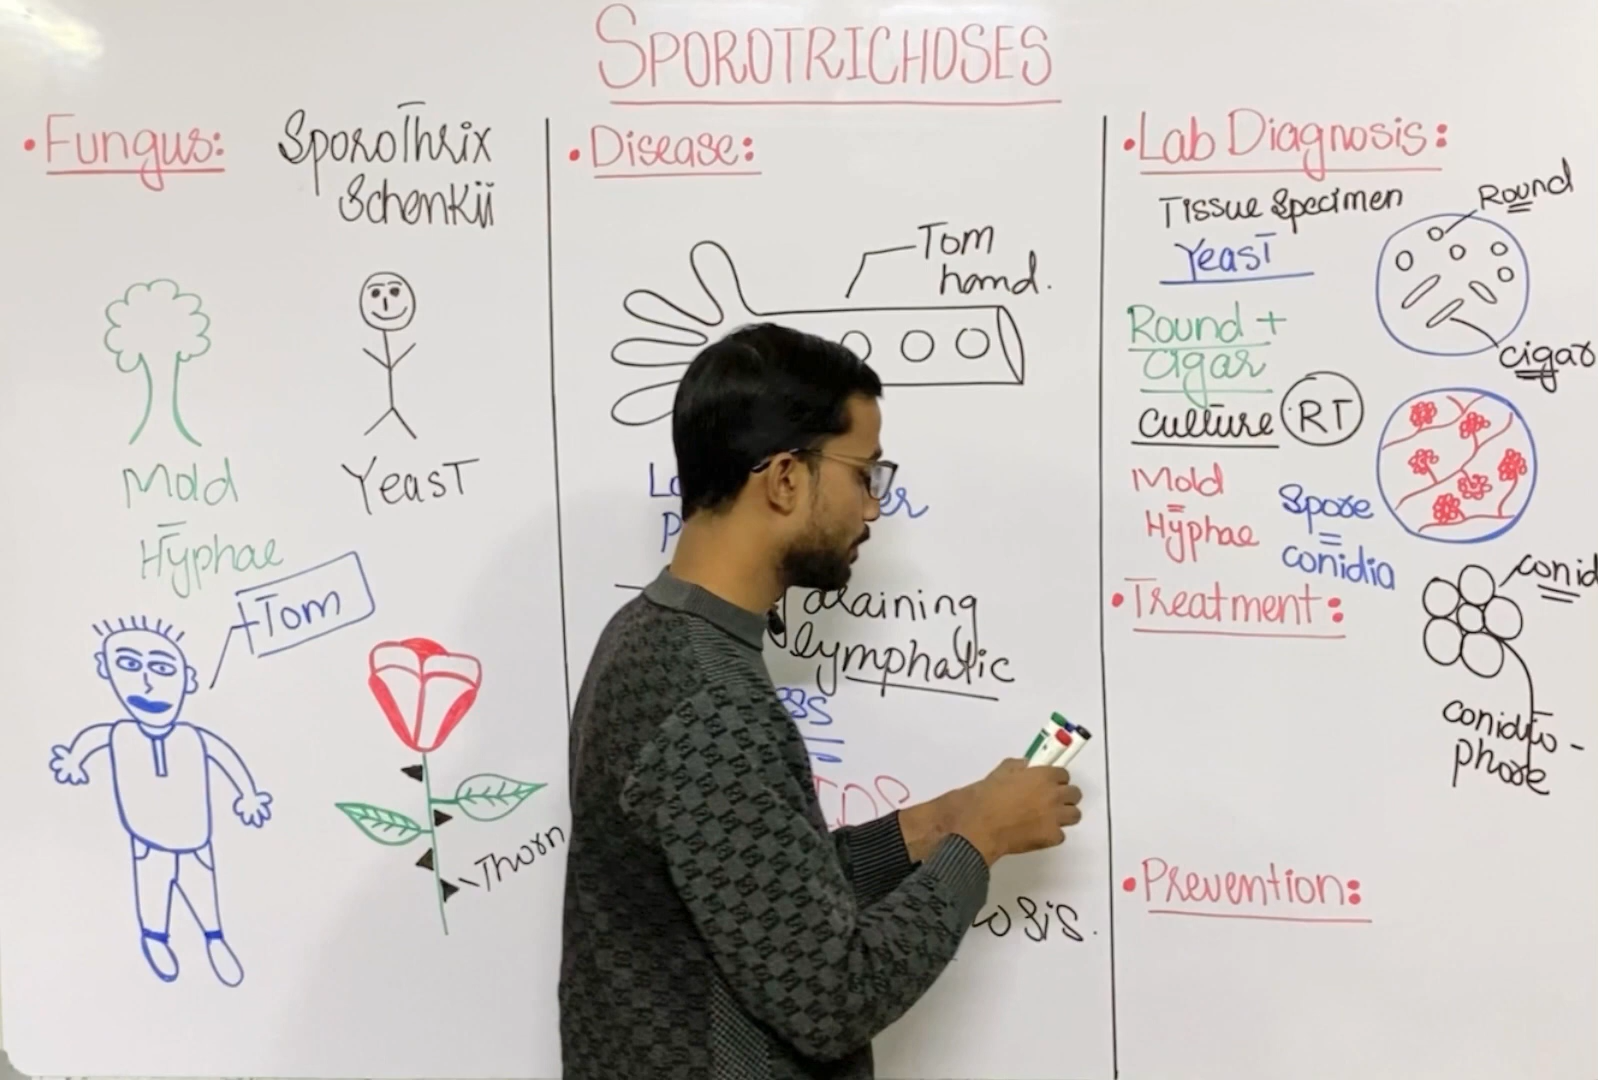 SPOROTRICHOSES
• Fungus:
SporoThrix
Schenkii
Mold
Hyphae
YeasT
Tom
Thorn
• Disease:
Tom
hand.
draining
lymphatic
• Lab Diagnosis:
Tissue Specimen
YeasT
Round +
Cigar
Round
cigar
Culture RT
Mold
Hyphae
Spore
=
conidia
• Treatment:
conid
conidio-
phore
• Prevention: